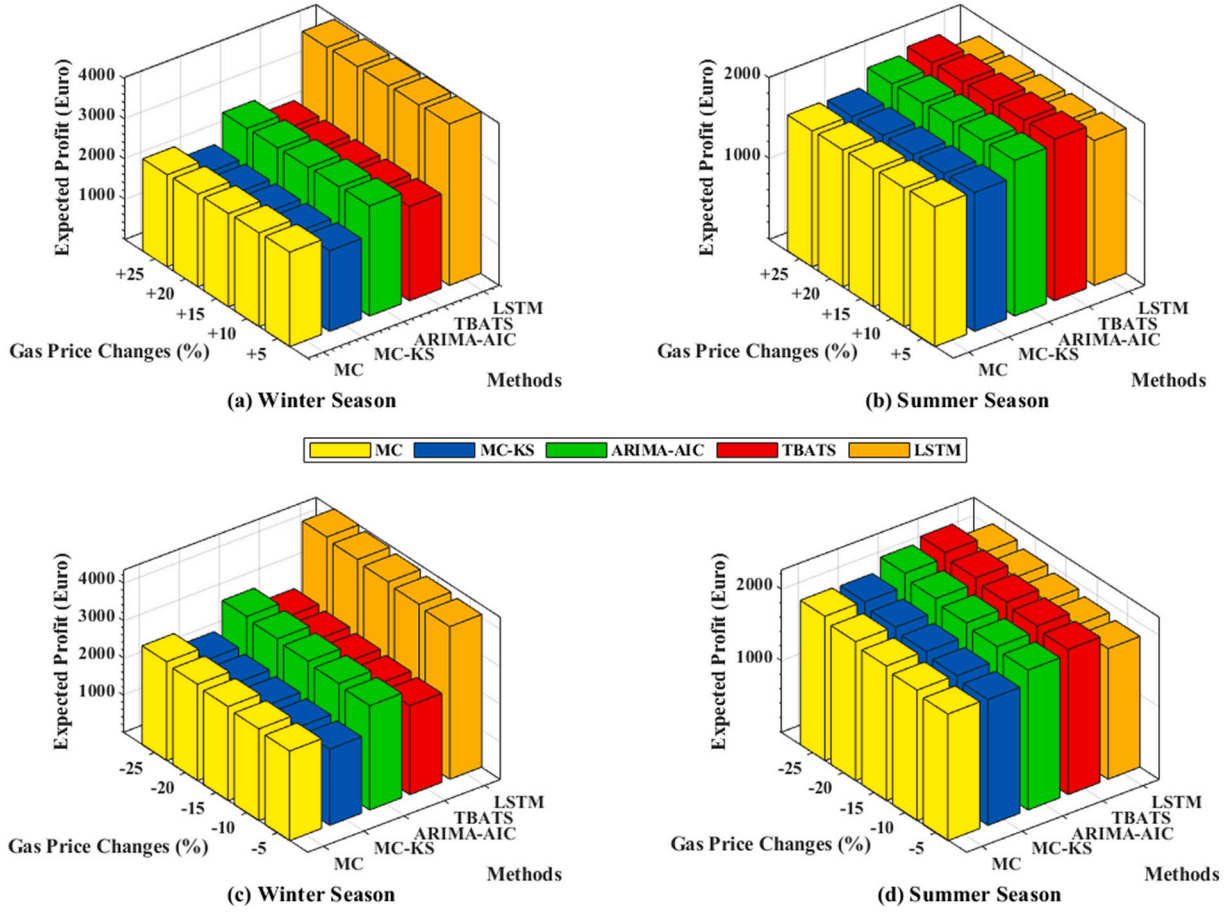 Expected Profit (Euro)
4000
3000
2000
1000
+25
+20
+15
+10
+5
Gas Price Changes (%)
MC
MC-KS
ARIMA-AIC
TBATS
LSTM
Methods
(a) Winter Season
Expected Profit (Euro)
2000
1000
+25
+20
+15
+10
+5
Gas Price Changes (%)
MC
MC-KS
ARIMA-AIC
TBATS
LSTM
Methods
(b) Summer Season
MC MC-KS ARIMA-AIC TBATS LSTM
Expected Profit (Euro)
4000
3000
2000
1000
-25
-20
-15
-10
-5
Gas Price Changes (%)
MC
MC-KS
ARIMA-AIC
TBATS
LSTM
Methods
(c) Winter Season
Expected Profit (Euro)
2000
1000
-25
-20
-15
-10
-5
Gas Price Changes (%)
MC
MC-KS
ARIMA-AIC
TBATS
LSTM
Methods
(d) Summer Season